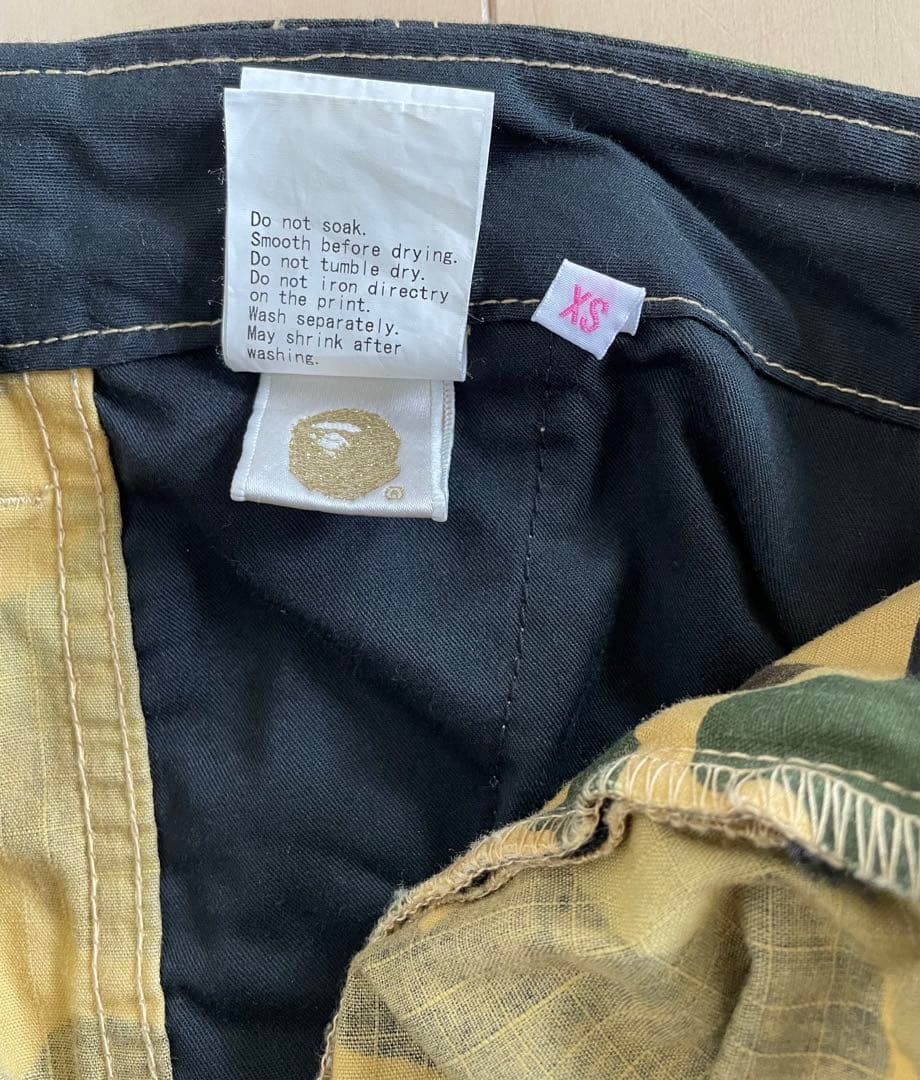 Do not soak.
Smooth before drying.
Do not tumble dry.
Do not iron directry
on the print.
Wash separately.
May shrink after
washing.
XS